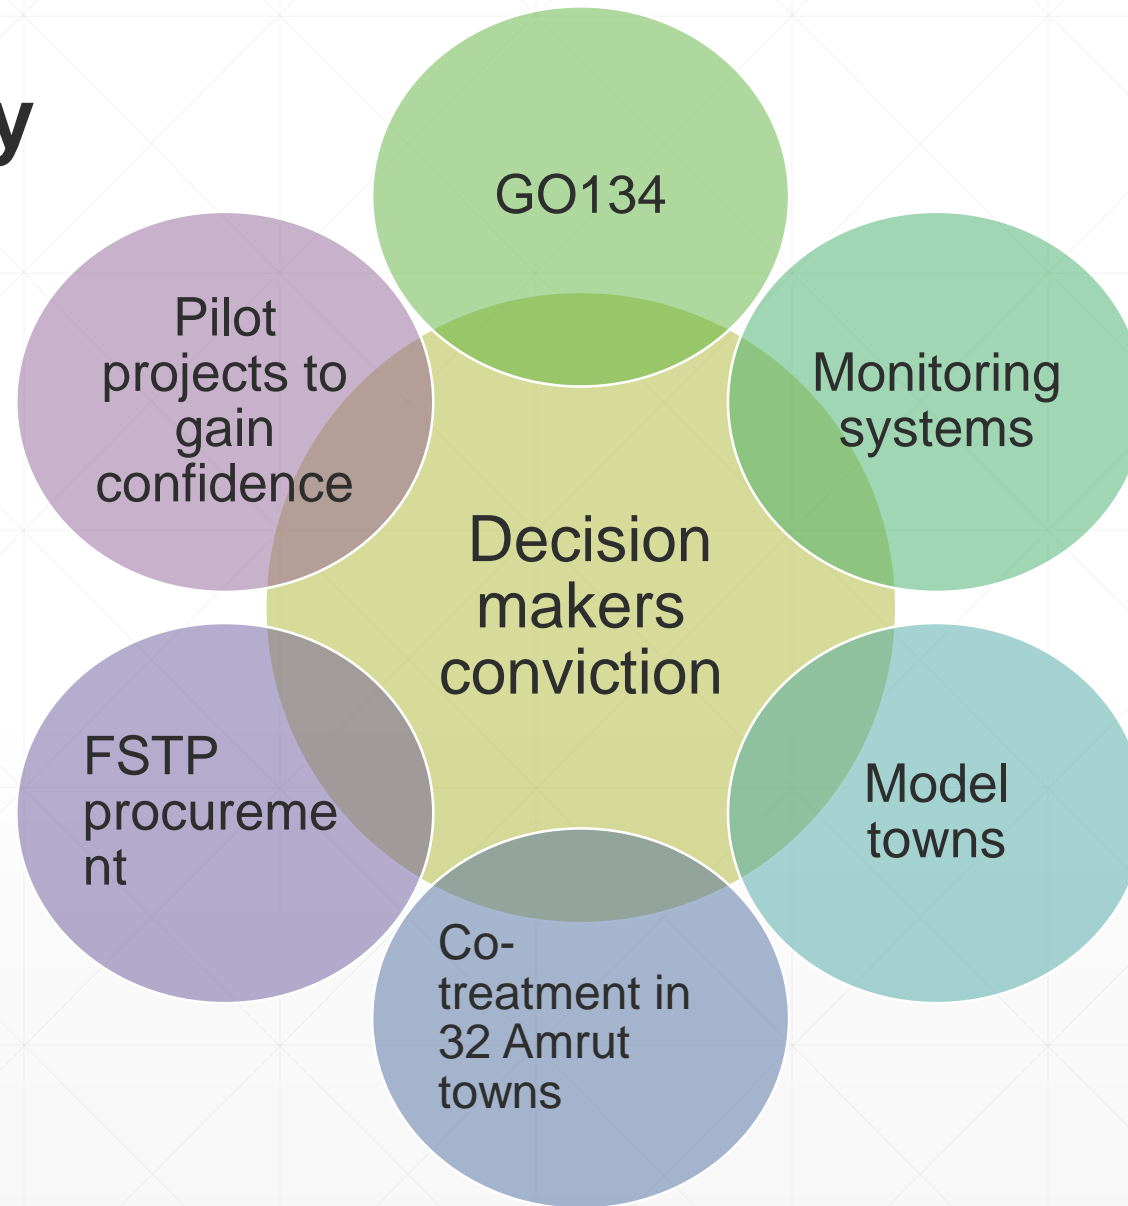 y
GO134
Pilot
projects to
gain
confidence
Monitoring
systems
Decision
makers
conviction
FSTP
procureme
nt
Model
towns
Co-
treatment in
32 Amrut
towns